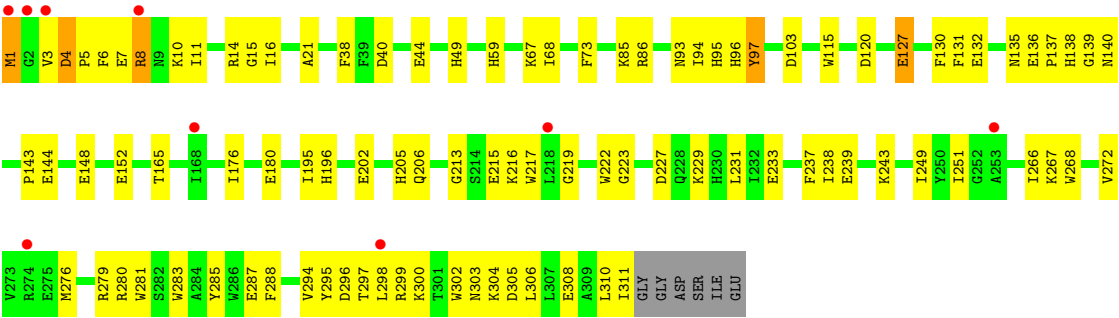 M1 G2 V3 D4 P5 F6 E7 R8 N9 K10 I11 R14 G15 I16 A21 F38 F39 D40 E44 H49 H59 K67 I68 F73 K85 R86 N93 I94 H95 H96 Y97 D103 W115 D120 E127 F130 F131 E132 N135 E136 P137 H138 G139 N140
P143 E144 E148 E152 T165 I168 I176 E180 I195 H196 E202 H205 Q206 G213 S214 E215 K216 W217 L218 G219 W222 G223 D227 Q228 K229 H230 L231 I232 E233 F237 I238 E239 K243 I249 Y250 I251 G252 A253 I266 K267 W268 V272
V273 R274 E275 M276 R279 R280 W281 S282 W283 A284 Y285 W286 E287 F288 V294 Y295 D296 T297 L298 R299 K300 T301 W302 N303 K304 D305 L306 L307 E308 A309 L310 I311 GLY GLY ASP SER ILE GLU